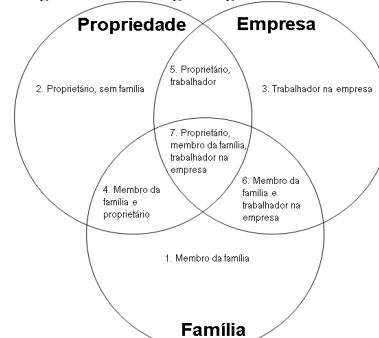 Propriedade
Empresa
5. Proprietário,
trabalhador
2. Proprietário, sem família
3. Trabalhador na empresa
7. Proprietário,
membro da família,
trabalhador na
empresa
4. Membro da
família e
proprietário
6. Membro da
família e
trabalhador na
empresa
1. Membro da família
Família